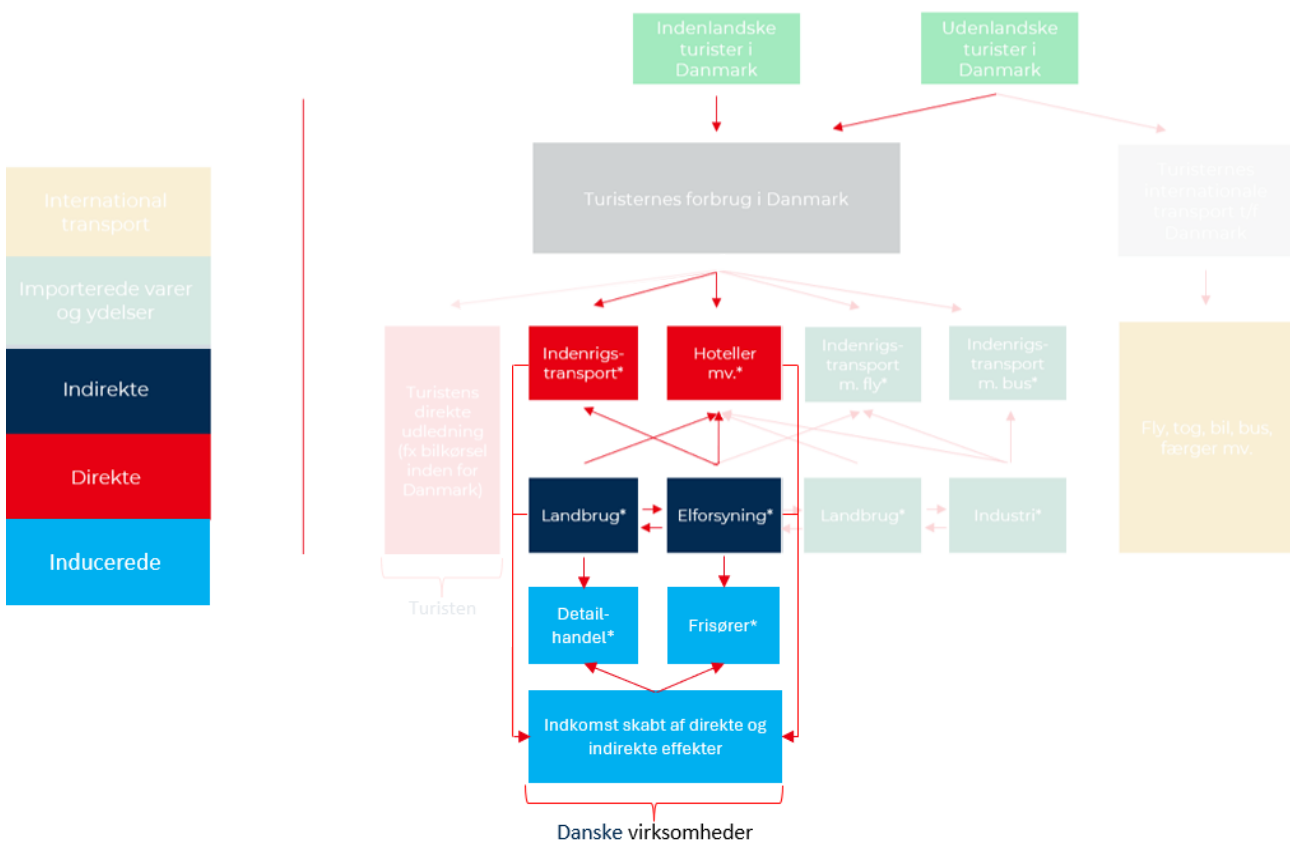 Indenlandske
turister i
Danmark
Udenlandske
turister i
Danmark
Turisternes forbrug i Danmark
Turisternes
internationale
transport til
Danmark
International
transport
Importerede varer
og ydelser
Indirekte
Direkte
Inducerede
Turistens
direkte
udledning
(fx bilkørsel
inden for
Danmark)
Indenrigs-
transport*
Hoteller
mv.*
Indenrigs-
transport
m. fly*
Indenrigs-
transport
m. bus*
Fly, tog, bil, bus,
færger mv.
Landbrug*
Elforsyning*
Landbrug*
Industri*
Turisten
Detail-
handel*
Frisører*
Indkomst skabt af direkte og
indirekte effekter
Danske virksomheder